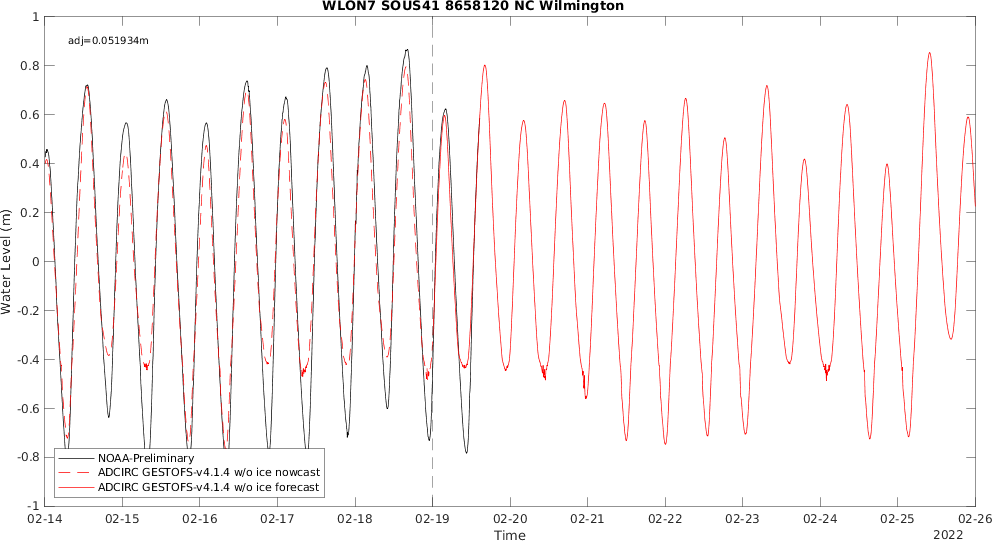 WLON7 SOUS41 8658120 NC Wilmington
adj=0.051934m
1
0.8
0.6
0.4
0.2
0
-0.2
-0.4
-0.6
-0.8
-1
Water Level (m)
NOAA-Preliminary
ADCIRC GESTOFS-v4.1.4 w/o ice nowcast
ADCIRC GESTOFS-v4.1.4 w/o ice forecast
02-14 02-15 02-16 02-17 02-18 02-19 02-20 02-21 02-22 02-23 02-24 02-25 02-26
Time
2022